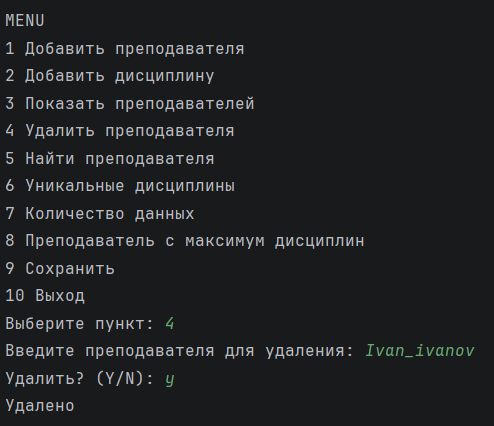 MENU
1 Добавить преподавателя
2 Добавить дисциплину
3 Показать преподавателей
4 Удалить преподавателя
5 Найти преподавателя
6 Уникальные дисциплины
7 Количество данных
8 Преподаватель с максимум дисциплин
9 Сохранить
10 Выход
Выберите пункт: 4
Введите преподавателя для удаления: Ivan_ivanov
Удалить? (Y/N): y
Удалено